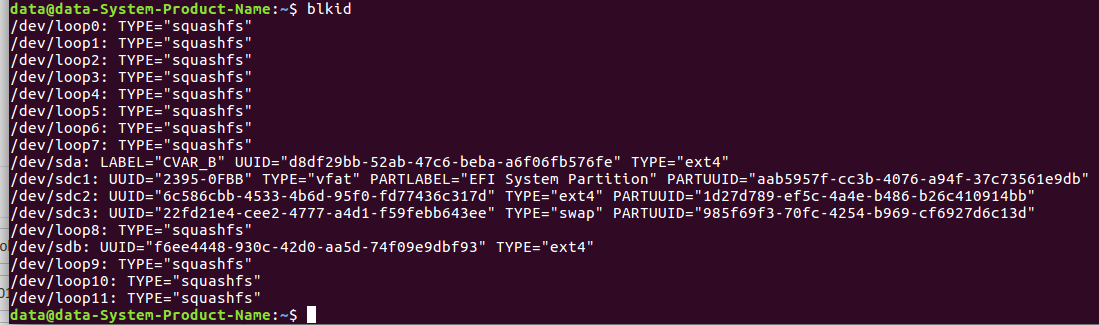 data@data-System-Product-Name:~$ blkid
/dev/loop0: TYPE="squashfs"
/dev/loop1: TYPE="squashfs"
/dev/loop2: TYPE="squashfs"
/dev/loop3: TYPE="squashfs"
/dev/loop4: TYPE="squashfs"
/dev/loop5: TYPE="squashfs"
/dev/loop6: TYPE="squashfs"
/dev/loop7: TYPE="squashfs"
/dev/sda: LABEL="CVAR_B" UUID="d8df29bb-52ab-47c6-beba-a6f06fb576fe" TYPE="ext4"
/dev/sdc1: UUID="2395-0FBB" TYPE="vfat" PARTLABEL="EFI System Partition" PARTUUID="aab5957f-cc3b-4076-a94f-37c73561e9db"
/dev/sdc2: UUID="6c586cbb-4533-4b6d-95f0-fd77436c317d" TYPE="ext4" PARTUUID="1d27d789-ef5c-4a4e-b486-b26c410914bb"
/dev/sdc3: UUID="22fd21e4-cee2-4777-a4d1-f59febb643ee" TYPE="swap" PARTUUID="985f69f3-70fc-4254-b969-cf6927d6c13d"
/dev/loop8: TYPE="squashfs"
/dev/sdb: UUID="f6ee4448-930c-42d0-aa5d-74f09e9dbf93" TYPE="ext4"
/dev/loop9: TYPE="squashfs"
/dev/loop10: TYPE="squashfs"
/dev/loop11: TYPE="squashfs"
data@data-System-Product-Name:~$